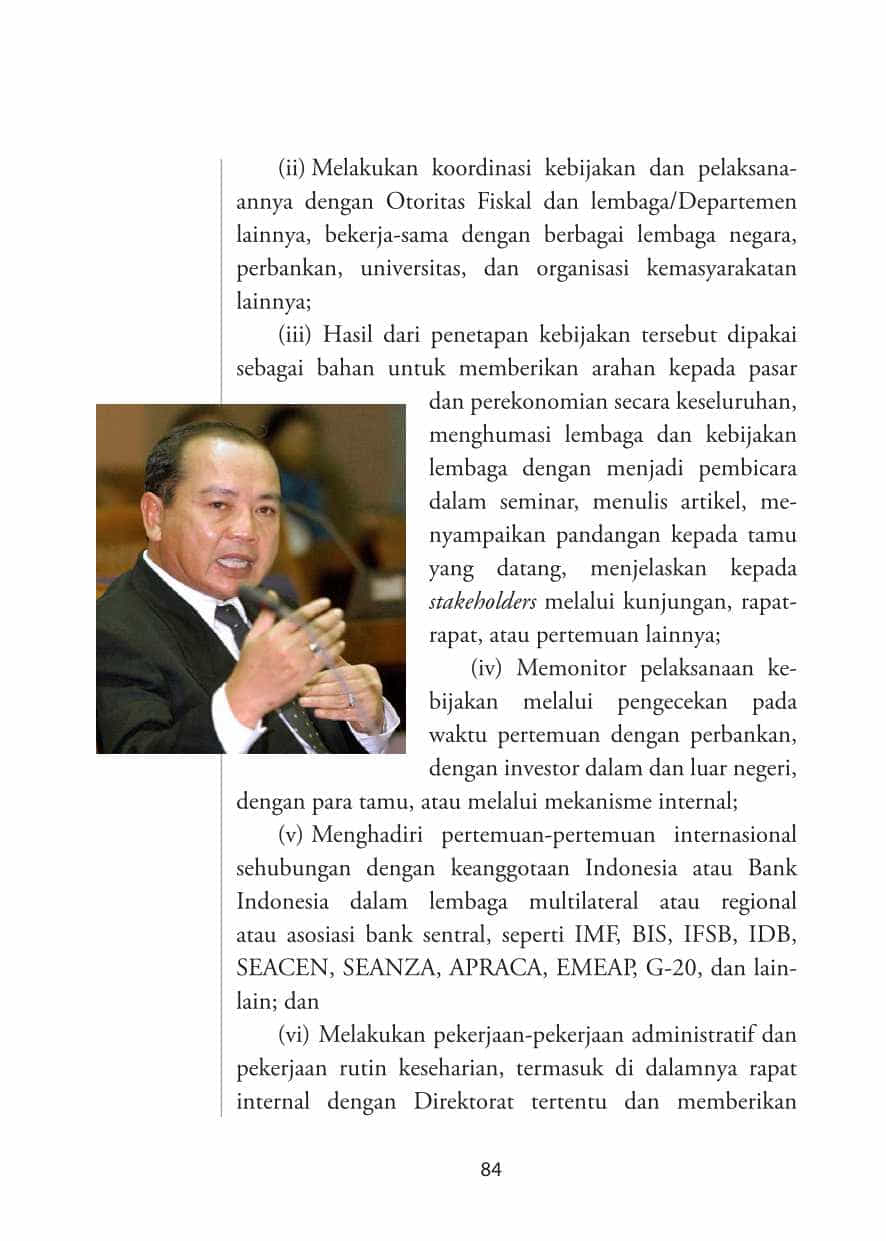 (ii) Melakukan koordinasi kebijakan dan pelaksana-
annya dengan Otoritas Fiskal dan lembaga/Departemen
lainnya, bekerja-sama dengan berbagai lembaga negara,
perbankan, universitas, dan organisasi kemasyarakatan
lainnya;
(iii) Hasil dari penetapan kebijakan tersebut dipakai
sebagai bahan untuk memberikan arahan kepada pasar
dan perekonomian secara keseluruhan,
menghumasi lembaga dan kebijakan
lembaga dengan menjadi pembicara
dalam seminar, menulis artikel, me-
nyampaikan pandangan kepada tamu
yang datang, menjelaskan kepada
stakeholders melalui kunjungan, rapat-
rapat, atau pertemuan lainnya;
(iv) Memonitor pelaksanaan ke-
bijakan melalui pengecekan pada
waktu pertemuan dengan perbankan,
dengan investor dalam dan luar negeri,
dengan para tamu, atau melalui mekanisme internal;
(v) Menghadiri pertemuan-pertemuan internasional
sehubungan dengan keanggotaan Indonesia atau Bank
Indonesia dalam lembaga multilateral atau regional
atau asosiasi bank sentral, seperti IMF, BIS, IFSB, IDB,
SEACEN, SEANZA, APRACA, EMEAP, G-20, dan lain-
lain; dan
(vi) Melakukan pekerjaan-pekerjaan administratif dan
pekerjaan rutin keseharian, termasuk di dalamnya rapat
internal dengan Direktorat tertentu dan memberikan
84